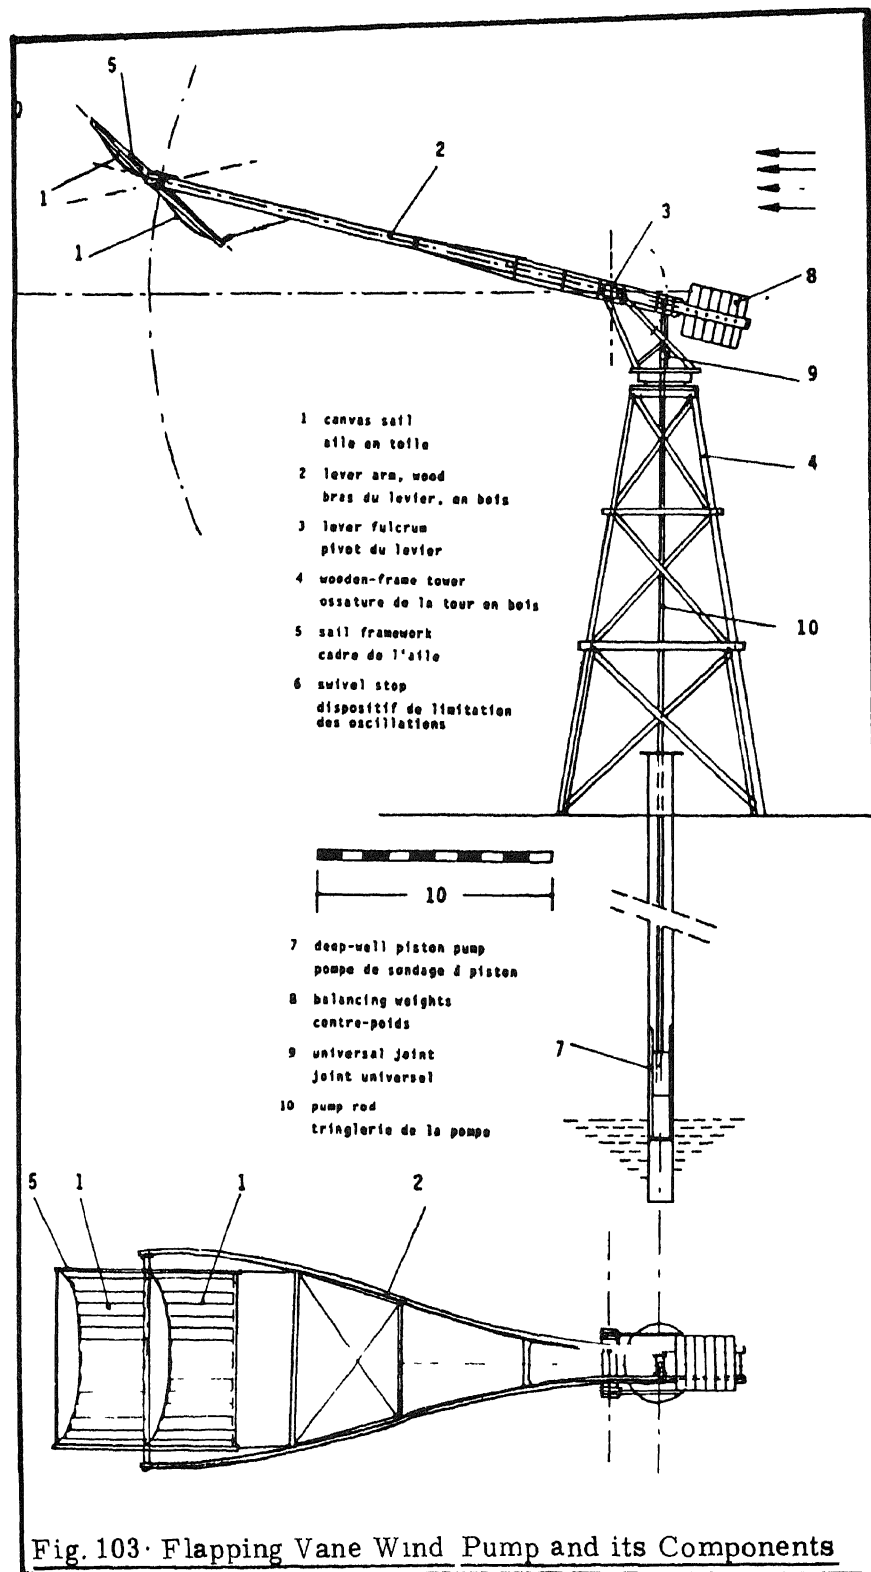 5
2
1
3
1
8
9
1 canvas sail
aile en toile
4
2 lever arm, wood
bras du levier, en bois
3 lever fulcrum
pivot du levier
4 wooden-frame tower
ossature de la tour en bois
10
5 sail framework
cadre de l'aile
6 swivel stop
dispositif de limitation
des oscillations
10
7 deep-well piston pump
pompe de sondage à piston
8 balancing weights
contre-poids
9 universal joint
joint universel
7
10 pump rod
tringlerie de la pompe
5 1 1 2
Fig. 103. Flapping Vane Wind Pump and its Components